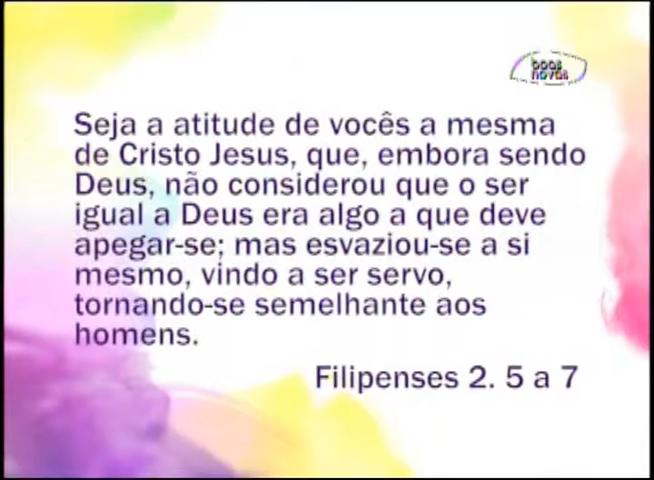 boas
novas
Seja a atitude de vocês a mesma
de Cristo Jesus, que, embora sendo
Deus, não considerou que o ser
igual a Deus era algo a que deve
apegar-se; mas esvaziou-se a si
mesmo, vindo a ser servo,
tornando-se semelhante aos
homens.
Filipenses 2. 5 a 7